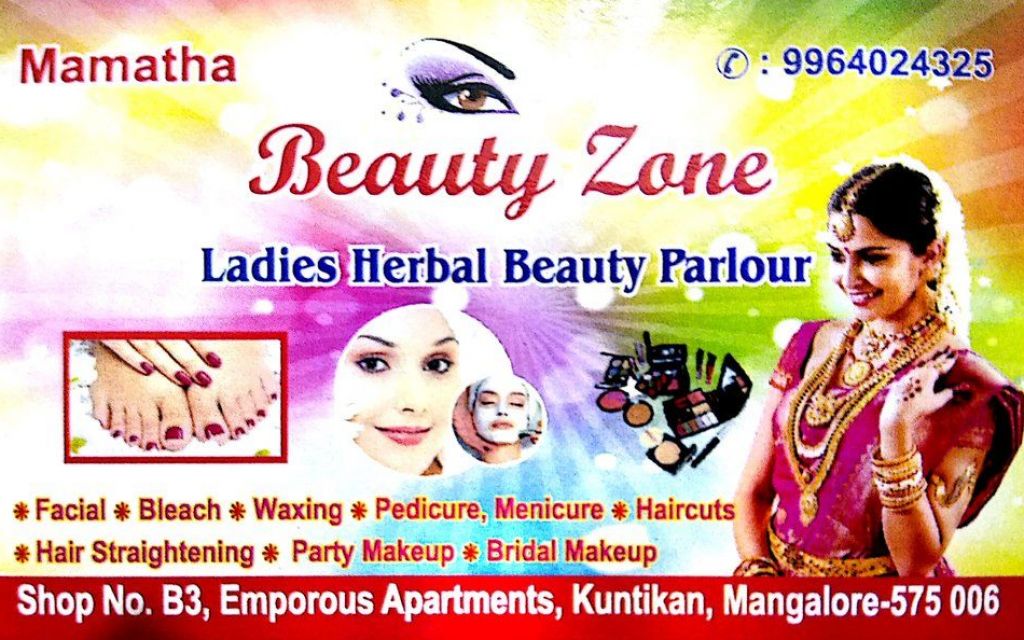 Mamatha
✆ : 9964024325
Beauty Zone
Ladies Herbal Beauty Parlour
* Facial * Bleach * Waxing * Pedicure, Menicure * Haircuts
* Hair Straightening * Party Makeup * Bridal Makeup
Shop No. B3, Emporous Apartments, Kuntikan, Mangalore-575 006